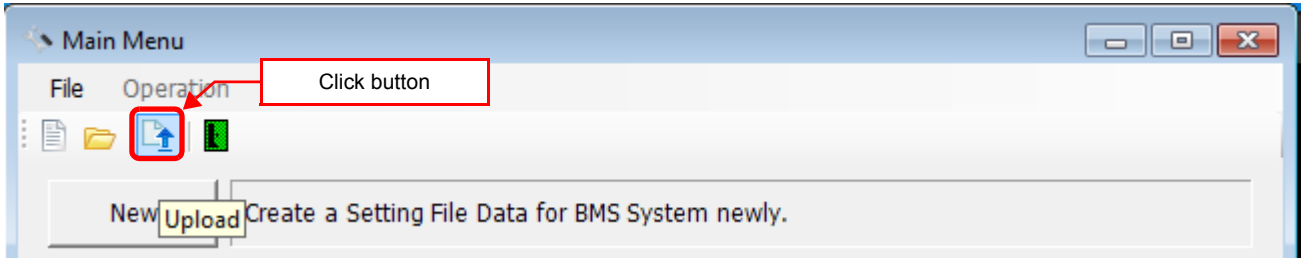 Main Menu
File Operation
Click button
New
Upload
Create a Setting File Data for BMS System newly.